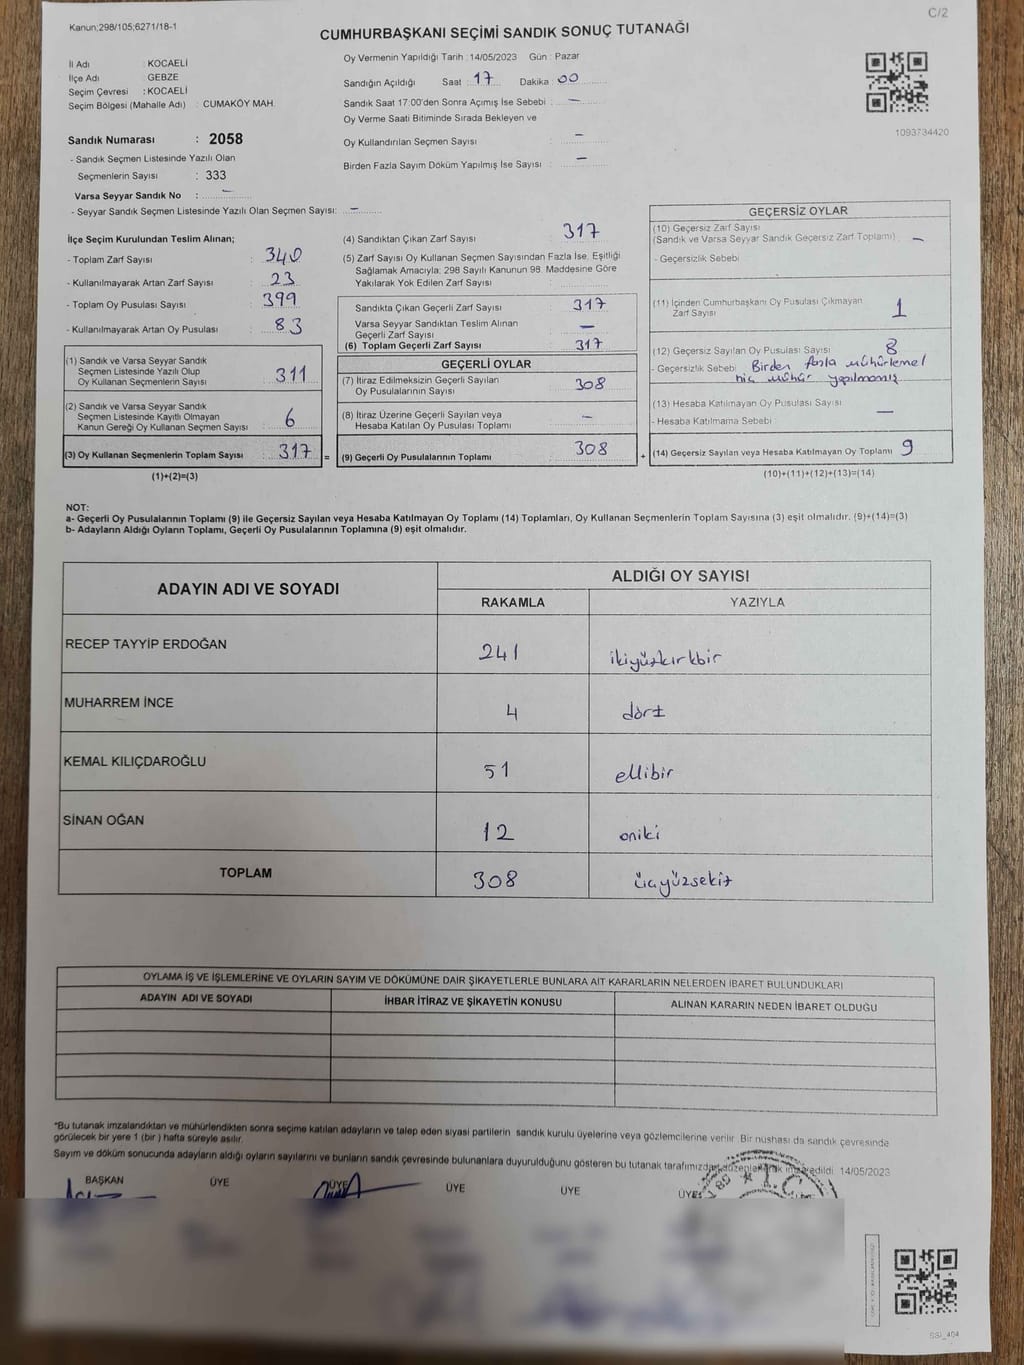 C/2
Kanun:298/105;6271/18-1
CUMHURBAŞKANI SEÇİMİ SANDIK SONUÇ TUTANAĞI
İl Adı : KOCAELİ
İlçe Adı : GEBZE
Seçim Çevresi : KOCAELİ
Seçim Bölgesi (Mahalle Adı) : CUMAKÖY MAH.
Sandık Numarası : 2058
- Sandık Seçmen Listesinde Yazılı Olan
Seçmenlerin Sayısı : 333
Varsa Seyyar Sandık No : –
- Seyyar Sandık Seçmen Listesinde Yazılı Olan Seçmen Sayısı: –
Oy Vermenin Yapıldığı Tarih : 14/05/2023 Gün : Pazar
Sandığın Açıldığı Saat : 17 Dakika : 00
Sandık Saat 17:00'den Sonra Açımış İse Sebebi : –
Oy Verme Saati Bitiminde Sırada Bekleyen ve
Oy Kullandırılan Seçmen Sayısı : –
Birden Fazla Sayım Döküm Yapılmış İse Sayısı : –
1093734420
İlçe Seçim Kurulundan Teslim Alınan;
- Toplam Zarf Sayısı : 340
- Kullanılmayarak Artan Zarf Sayısı : 23
- Toplam Oy Pusulası Sayısı : 399
- Kullanılmayarak Artan Oy Pusulası : 83
(1) Sandık ve Varsa Seyyar Sandık
Seçmen Listesinde Yazılı Olup
Oy Kullanan Seçmenlerin Sayısı : 311
(2) Sandık ve Varsa Seyyar Sandık
Seçmen Listesinde Kayıtlı Olmayan
Kanun Gereği Oy Kullanan Seçmen Sayısı : 6
(3) Oy Kullanan Seçmenlerin Toplam Sayısı : 317
(1)+(2)=(3)
(4) Sandıktan Çıkan Zarf Sayısı : 317
(5) Zarf Sayısı Oy Kullanan Seçmen Sayısından Fazla İse, Eşitliği
Sağlamak Amacıyla; 298 Sayılı Kanunun 98. Maddesine Göre
Yakılarak Yok Edilen Zarf Sayısı :
Sandıkta Çıkan Geçerli Zarf Sayısı : 317
Varsa Seyyar Sandıktan Teslim Alınan
Geçerli Zarf Sayısı : –
(6) Toplam Geçerli Zarf Sayısı : 317
GEÇERLİ OYLAR
(7) İtiraz Edilmeksizin Geçerli Sayılan
Oy Pusulalarının Sayısı : 308
(8) İtiraz Üzerine Geçerli Sayılan veya
Hesaba Katılan Oy Pusulası Toplamı : –
= (9) Geçerli Oy Pusulalarının Toplamı : 308
GEÇERSİZ OYLAR
(10) Geçersiz Zarf Sayısı
(Sandık ve Varsa Seyyar Sandık Geçersiz Zarf Toplamı) –
- Geçersizlik Sebebi
(11) İçinden Cumhurbaşkanı Oy Pusulası Çıkmayan
Zarf Sayısı 1
(12) Geçersiz Sayılan Oy Pusulası Sayısı 8
- Geçersizlik Sebebi Birden fazla mühürlemel
hiç mühür yapılmamış
(13) Hesaba Katılmayan Oy Pusulası Sayısı –
- Hesaba Katılmama Sebebi
+ (14) Geçersiz Sayılan veya Hesaba Katılmayan Oy Toplamı 9
(10)+(11)+(12)+(13)=(14)
NOT:
a- Geçerli Oy Pusulalarının Toplamı (9) ile Geçersiz Sayılan veya Hesaba Katılmayan Oy Toplamı (14) Toplamları, Oy Kullanan Seçmenlerin Toplam Sayısına (3) eşit olmalıdır. (9)+(14)=(3)
b- Adayların Aldığı Oyların Toplamı, Geçerli Oy Pusulalarının Toplamına (9) eşit olmalıdır.
ADAYIN ADI VE SOYADI ALDIĞI OY SAYISI
RAKAMLA YAZIYLA
RECEP TAYYİP ERDOĞAN 241 ikiyüzkırkbir
MUHARREM İNCE 4 dört
KEMAL KILIÇDAROĞLU 51 ellibir
SİNAN OĞAN 12 oniki
TOPLAM 308 üçyüzsekiz
OYLAMA İŞ VE İŞLEMLERİNE VE OYLARIN SAYIM VE DÖKÜMÜNE DAİR ŞİKAYETLERLE BUNLARA AİT KARARLARIN NELERDEN İBARET BULUNDUKLARI
ADAYIN ADI VE SOYADI İHBAR İTİRAZ VE ŞİKAYETİN KONUSU ALINAN KARARIN NEDEN İBARET OLDUĞU
*Bu tutanak imzalandıktan ve mühürlendikten sonra seçime katılan adayların ve talep eden siyasi partilerin sandık kurulu üyelerine veya gözlemcilerine verilir. Bir nüshası da sandık çevresinde
görülecek bir yere 1 (bir) hafta süreyle asılır.
Sayım ve döküm sonucunda adayların aldığı oyların sayılarını ve bunların sandık çevresinde bulunanlara duyurulduğunu gösteren bu tutanak tarafımızdan düzenlenerek imza edildi. 14/05/2023
BAŞKAN ÜYE ÜYE ÜYE ÜYE ÜYE
T.C.
SSİ_404